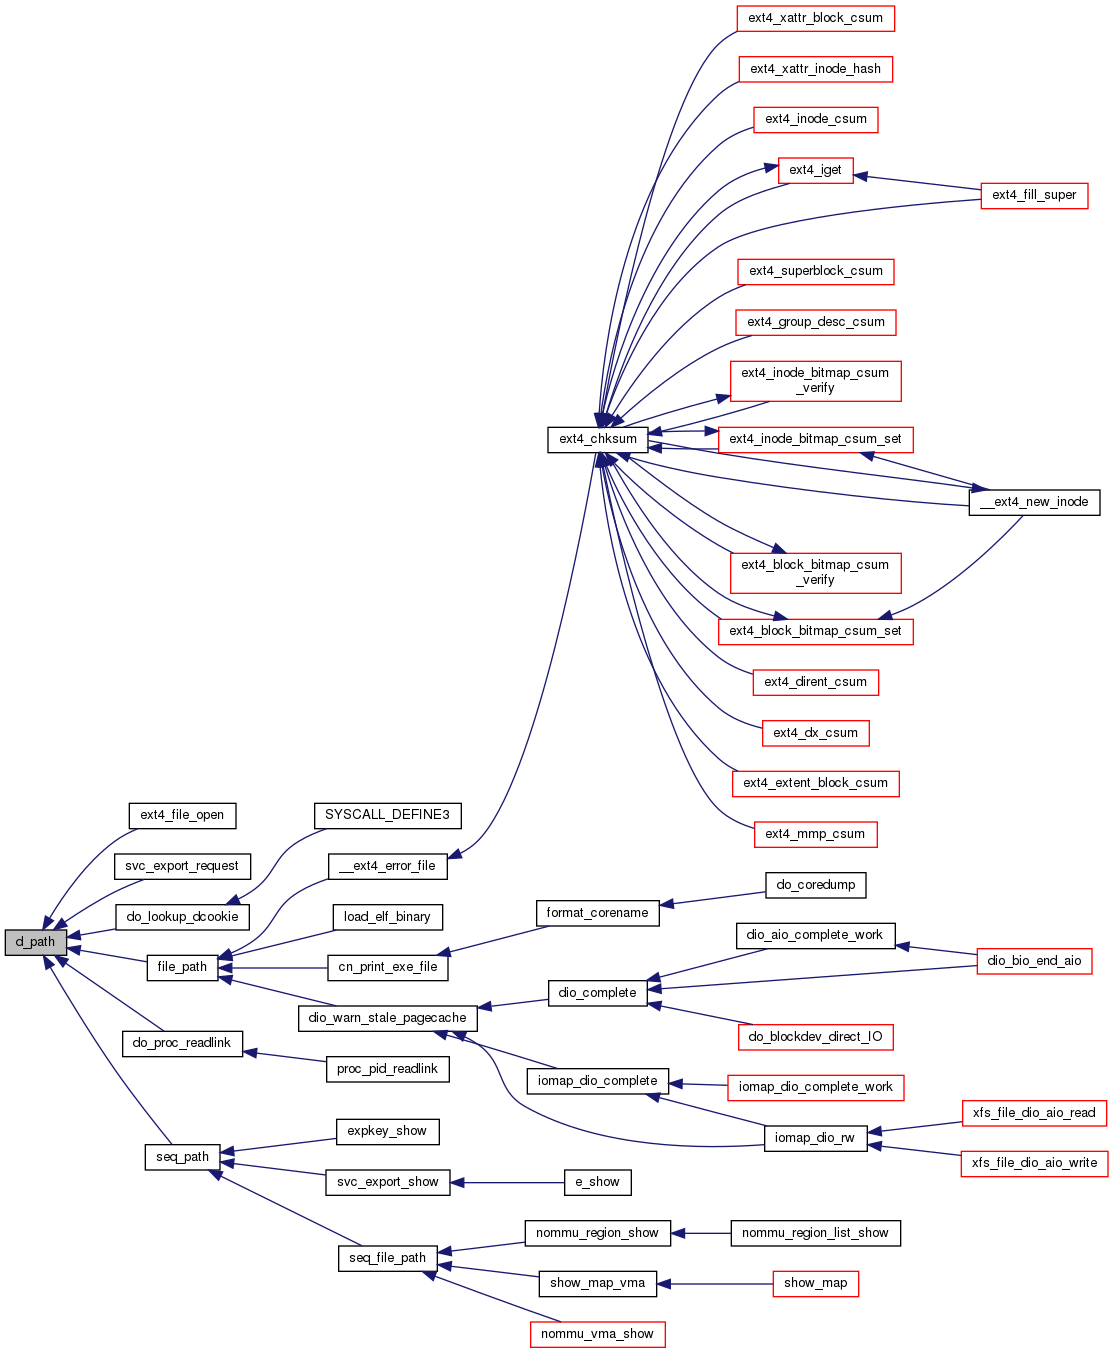 ext4_xattr_block_csum
ext4_xattr_inode_hash
ext4_inode_csum
ext4_iget
ext4_fill_super
ext4_superblock_csum
ext4_group_desc_csum
ext4_inode_bitmap_csum
_verify
ext4_chksum
ext4_inode_bitmap_csum_set
__ext4_new_inode
ext4_block_bitmap_csum
_verify
ext4_block_bitmap_csum_set
ext4_dirent_csum
ext4_dx_csum
ext4_extent_block_csum
ext4_mmp_csum
ext4_file_open
SYSCALL_DEFINE3
svc_export_request
__ext4_error_file
do_coredump
do_lookup_dcookie
load_elf_binary
format_corename
d_path
dio_aio_complete_work
file_path
cn_print_exe_file
dio_bio_end_aio
dio_complete
dio_warn_stale_pagecache
do_blockdev_direct_IO
do_proc_readlink
proc_pid_readlink
iomap_dio_complete
iomap_dio_complete_work
xfs_file_dio_aio_read
expkey_show
iomap_dio_rw
seq_path
xfs_file_dio_aio_write
svc_export_show
e_show
nommu_region_show
nommu_region_list_show
seq_file_path
show_map_vma
show_map
nommu_vma_show